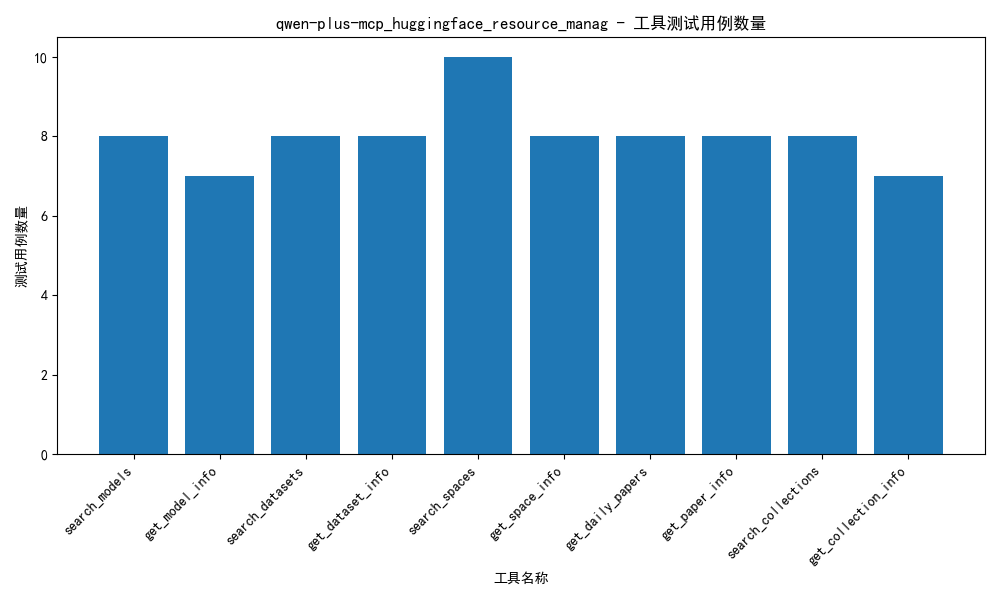 qwen-plus-mcp_huggingface_resource_manag - 工具测试用例数量
测试用例数量
10
8
6
4
2
0
search_models
get_model_info
search_datasets
get_dataset_info
search_spaces
get_space_info
get_daily_papers
get_paper_info
search_collections
get_collection_info
工具名称